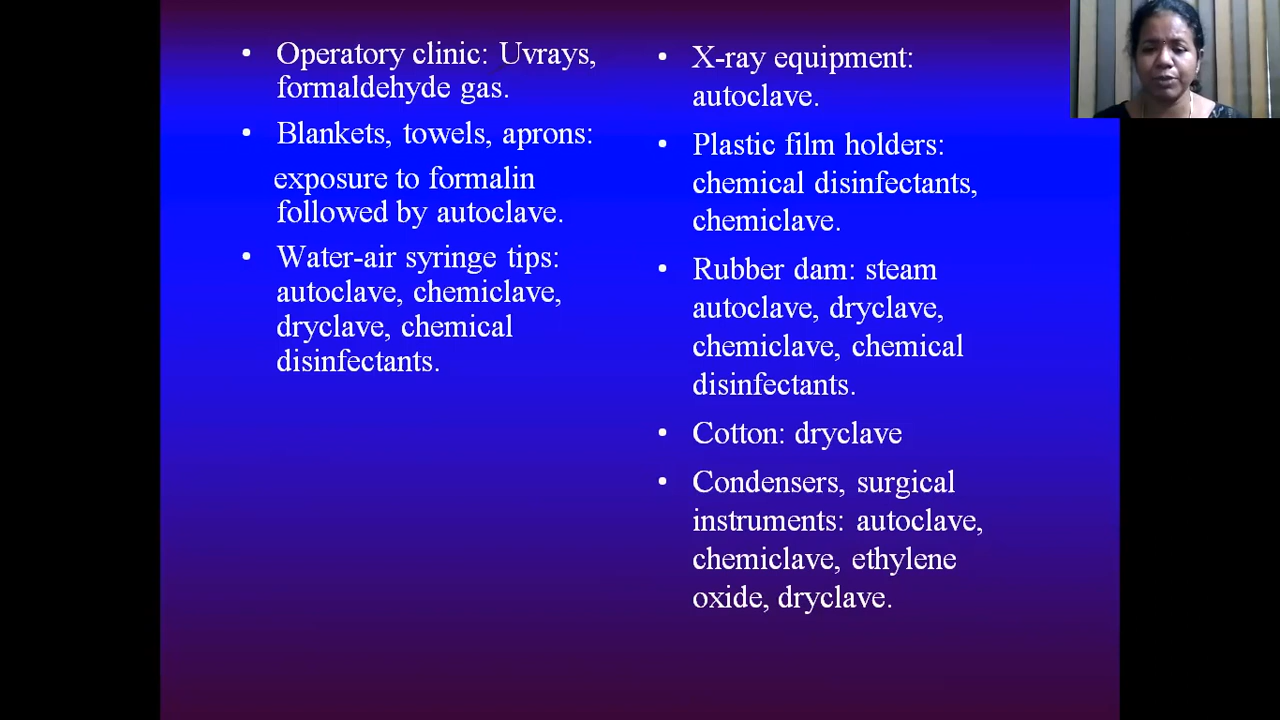 • Operatory clinic: Uvrays,
formaldehyde gas.
• Blankets, towels, aprons:
exposure to formalin
followed by autoclave.
• Water-air syringe tips:
autoclave, chemiclave,
dryclave, chemical
disinfectants.
• X-ray equipment:
autoclave.
• Plastic film holders:
chemical disinfectants,
chemiclave.
• Rubber dam: steam
autoclave, dryclave,
chemiclave, chemical
disinfectants.
• Cotton: dryclave
• Condensers, surgical
instruments: autoclave,
chemiclave, ethylene
oxide, dryclave.